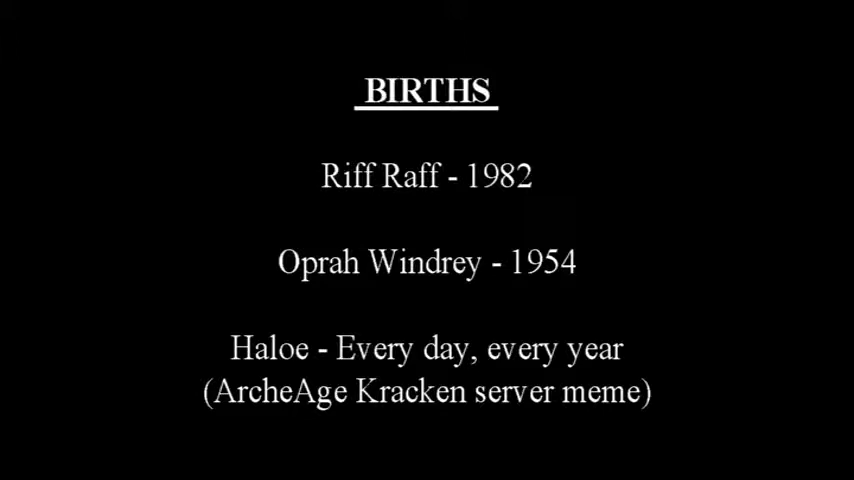 BIRTHS
Riff Raff - 1982
Oprah Windrey - 1954
Haloe - Every day, every year
(ArcheAge Kracken server meme)